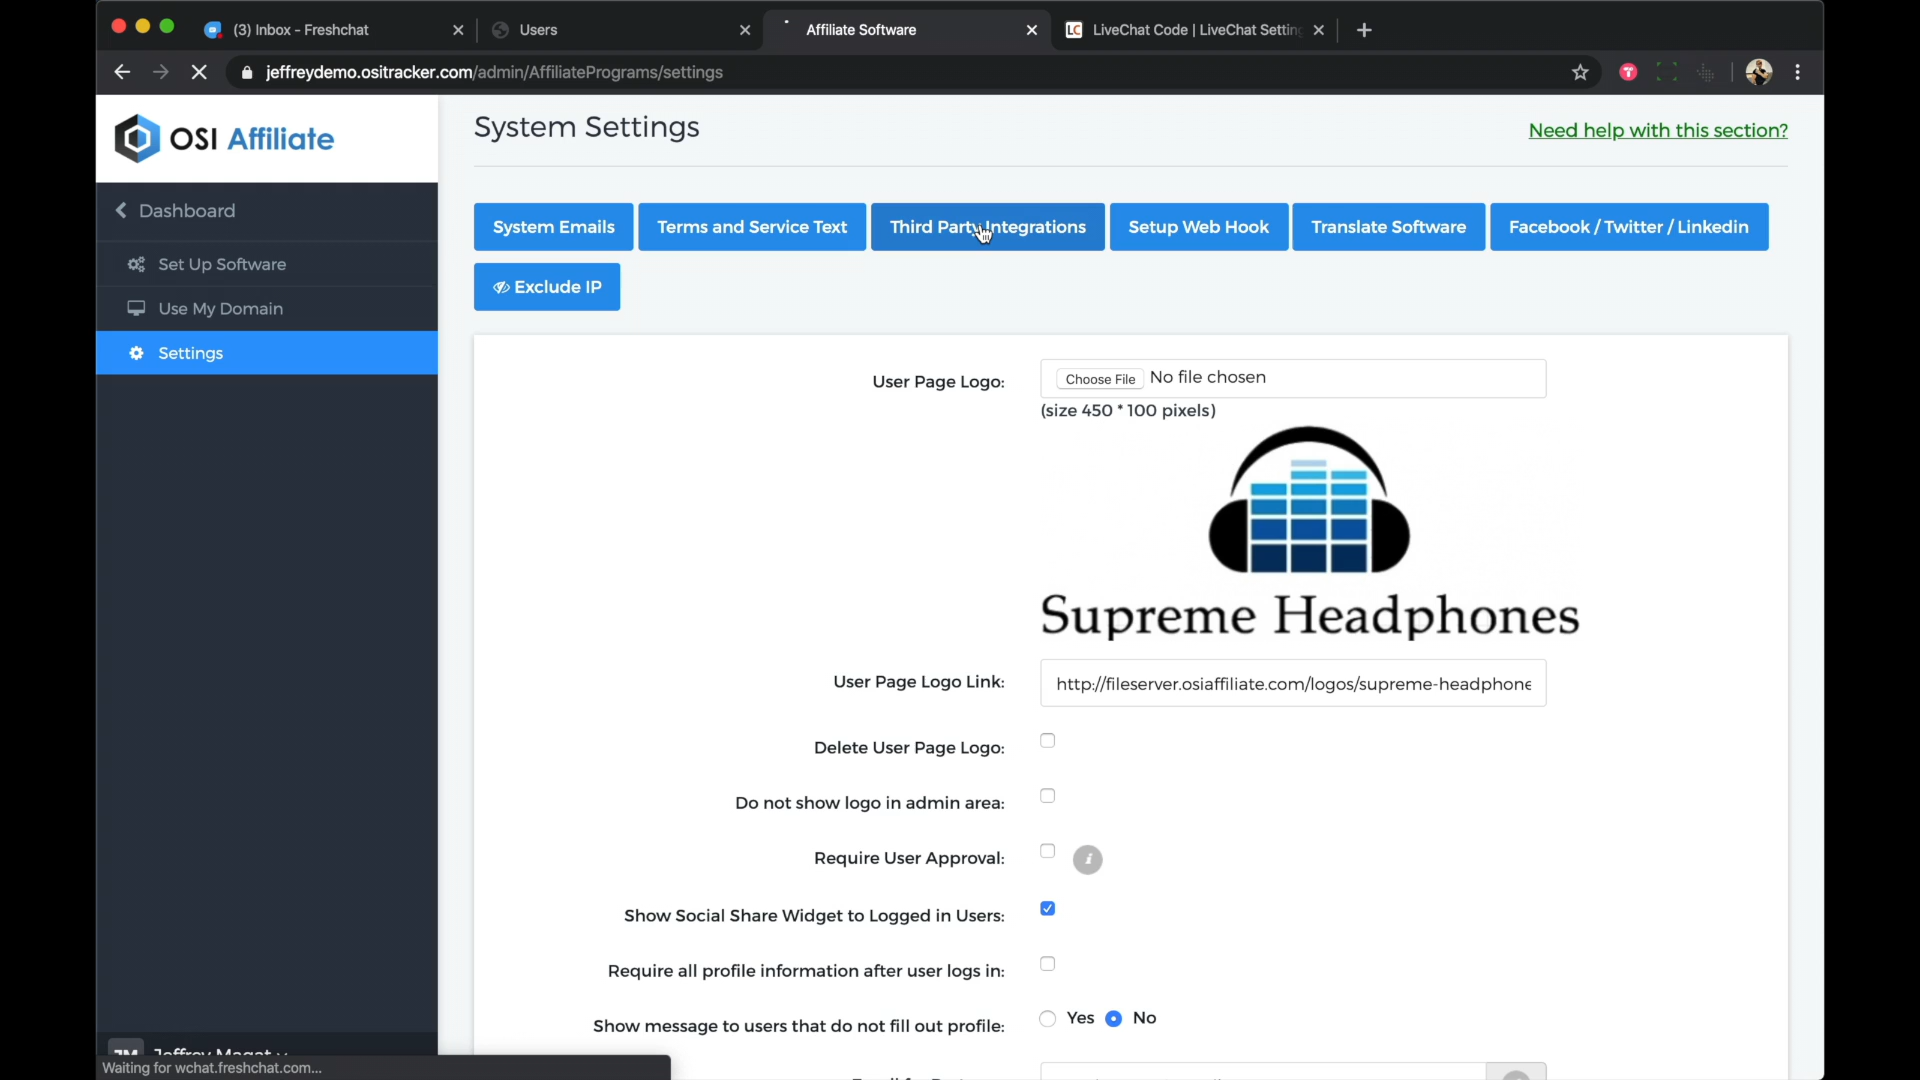 (3) Inbox - Freshchat
Users
Affiliate Software
LiveChat Code | LiveChat Settin
jeffreydemo.ositracker.com/admin/AffiliatePrograms/settings
OSI Affiliate
System Settings
Need help with this section?
Dashboard
System Emails
Terms and Service Text
Third Party Integrations
Setup Web Hook
Translate Software
Facebook / Twitter / Linkedin
Set Up Software
Exclude IP
Use My Domain
Settings
User Page Logo:
Choose File No file chosen
(size 450 * 100 pixels)
Supreme Headphones
User Page Logo Link:
http://fileserver.osiaffiliate.com/logos/supreme-headphone
Delete User Page Logo:
Do not show logo in admin area:
Require User Approval:
Show Social Share Widget to Logged in Users:
Require all profile information after user logs in:
Show message to users that do not fill out profile:
Yes No
JM Jeffrey Magat
Waiting for wchat.freshchat.com...